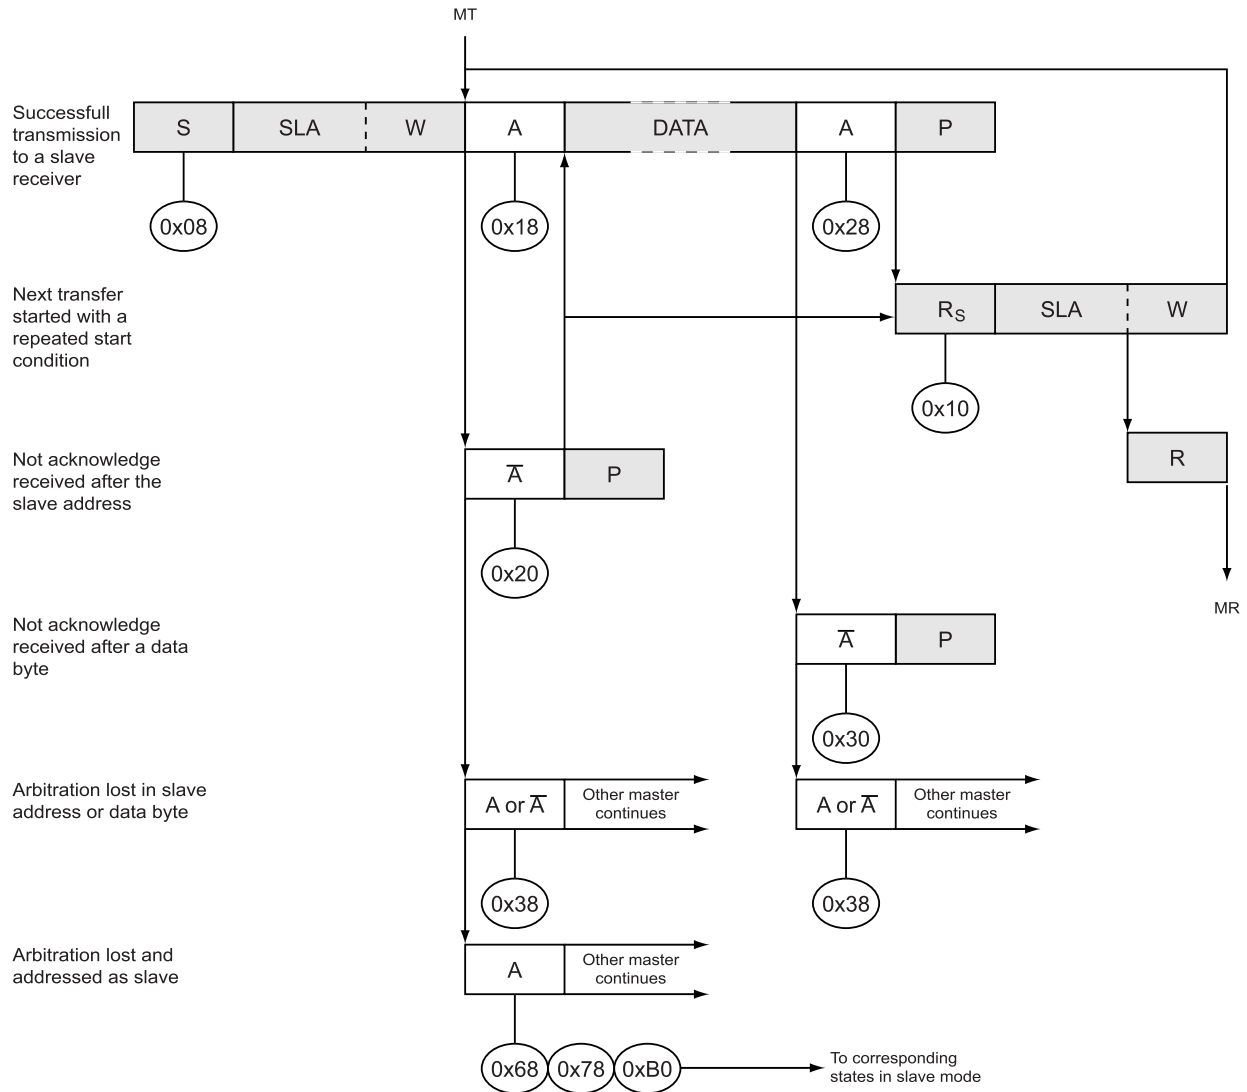 MT
Successfull
transmission
to a slave
receiver
S SLA W A DATA A P
0x08 0x18 0x28
Next transfer
started with a
repeated start
condition
RS SLA W
0x10
Not acknowledge
received after the
slave address
A̅ P
R
0x20
MR
Not acknowledge
received after a data
byte
A̅ P
0x30
Arbitration lost in slave
address or data byte
A or A̅
Other master
continues
A or A̅
Other master
continues
0x38 0x38
Arbitration lost and
addressed as slave
A
Other master
continues
0x68 0x78 0xB0
To corresponding
states in slave mode